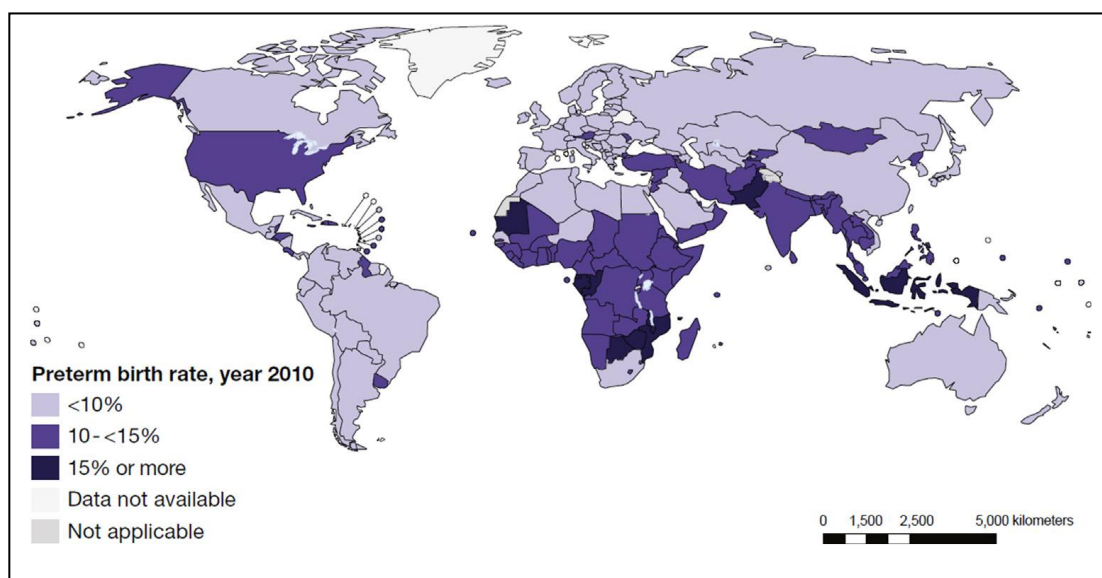 Preterm birth rate, year 2010
<10%
10-<15%
15% or more
Data not available
Not applicable
0 1,500 2,500 5,000 kilometers